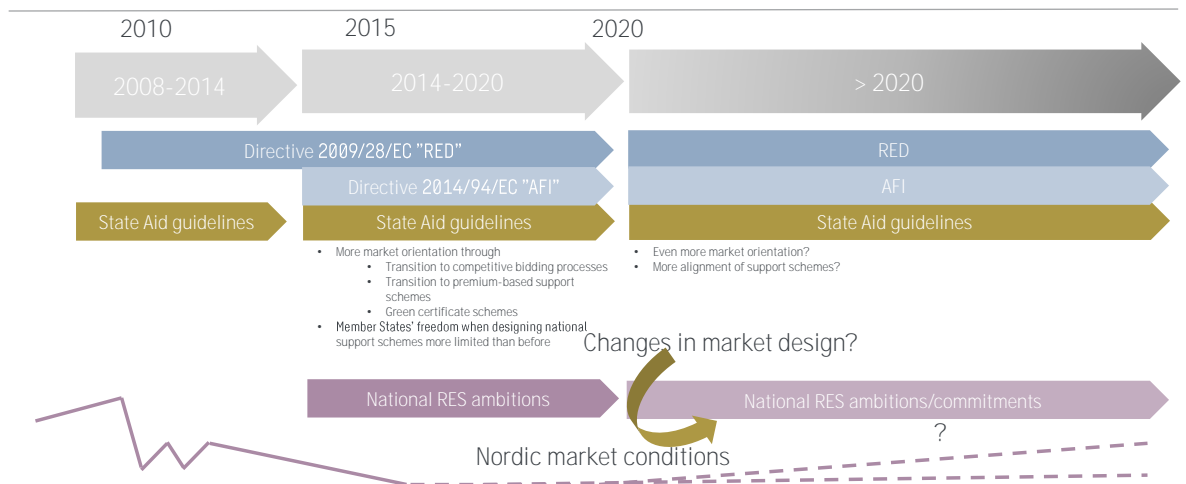 2010
2015
2020
2008-2014
2014-2020
> 2020
Directive 2009/28/EC "RED"
RED
Directive 2014/94/EC "AFI"
AFI
State Aid guidelines
State Aid guidelines
State Aid guidelines
• More market orientation through
• Transition to competitive bidding processes
• Transition to premium-based support
schemes
• Green certificate schemes
• Member States' freedom when designing national
support schemes more limited than before
• Even more market orientation?
• More alignment of support schemes?
Changes in market design?
National RES ambitions
National RES ambitions/commitments
?
Nordic market conditions